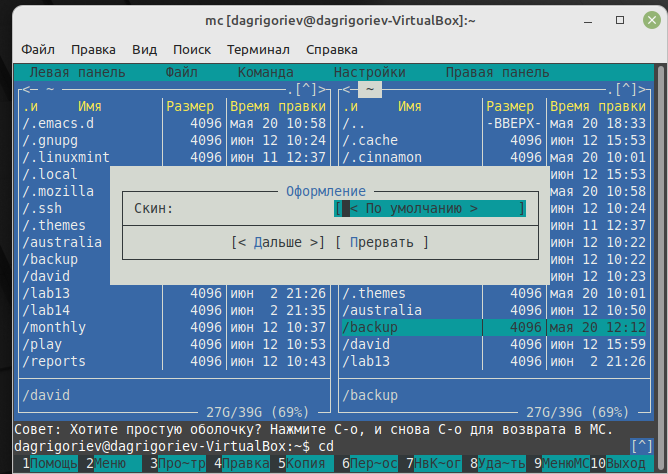 mc [dagrigoriev@dagrigoriev-VirtualBox]:~
Файл Правка Вид Поиск Терминал Справка
Левая панель Файл Команда Настройки Правая панель
<─ ~ .[^]> <─ ~ .[^]>
.и Имя Размер Время правки .и Имя Размер Время правки
/.emacs.d 4096 мая 20 10:58 /.. -ВВЕРХ- мая 20 18:33
/.gnupg 4096 июн 12 10:24 /.cache 4096 июн 12 15:53
/.linuxmint 4096 июн 11 12:37 /.cinnamon 4096 мая 20 10:01
/.local июн 12 15:53
/.mozilla Оформление мая 20 10:58
/.ssh Скин: [ < По умолчанию > ] июн 12 10:24
/.themes июн 11 12:37
/australia [< Дальше >] [ Прервать ] июн 12 10:22
/backup июн 12 10:22
/david июн 12 10:23
/lab13 4096 июн 2 21:26 /.themes 4096 мая 20 10:01
/lab14 4096 июн 2 21:35 /australia 4096 июн 12 10:50
/monthly 4096 июн 12 10:37 /backup 4096 мая 20 12:12
/play 4096 июн 12 10:53 /david 4096 июн 12 15:59
/reports 4096 июн 12 10:43 /lab13 4096 июн 2 21:26
/david /backup
27G/39G (69%) 27G/39G (69%)
Совет: Хотите простую оболочку? Нажмите C-o, и снова C-o для возврата в MC.
dagrigoriev@dagrigoriev-VirtualBox:~$ cd [^]
1Помощь 2Меню 3Про~тр 4Правка 5Копия 6Пер~ос 7НвК~ог 8Уда~ть 9МенюMC 10Выход